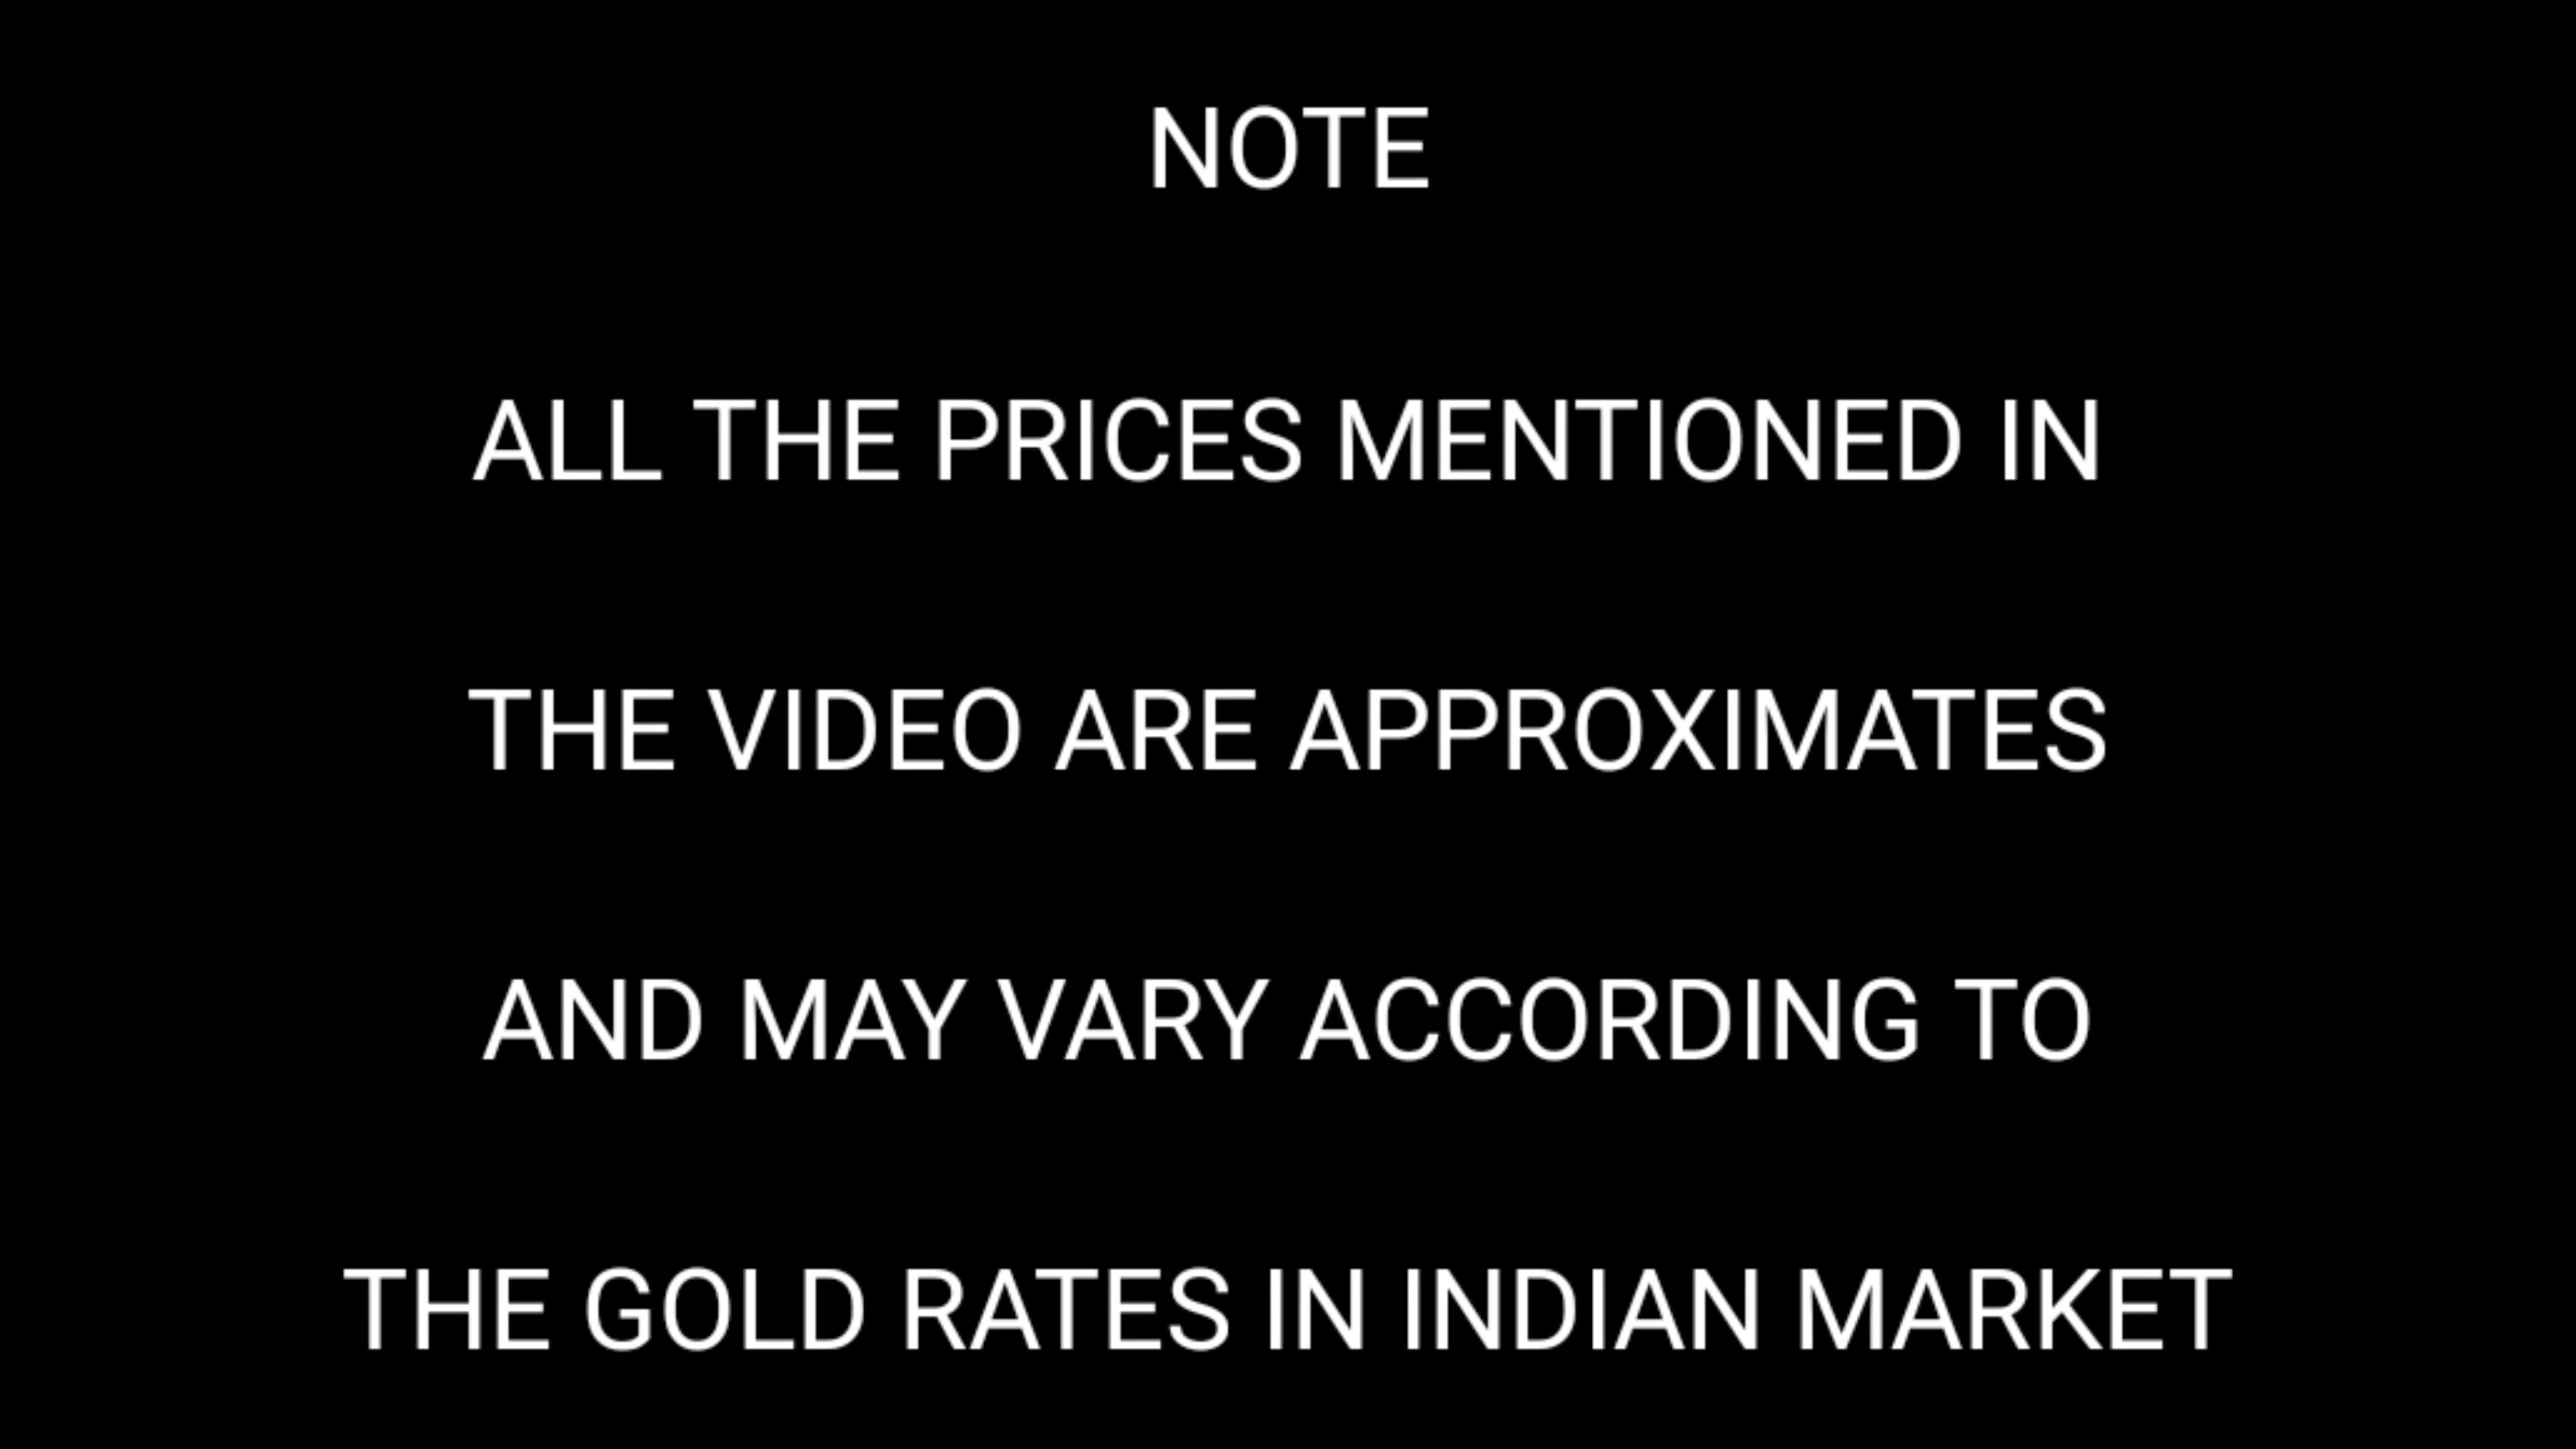 NOTE
ALL THE PRICES MENTIONED IN
THE VIDEO ARE APPROXIMATES
AND MAY VARY ACCORDING TO
THE GOLD RATES IN INDIAN MARKET